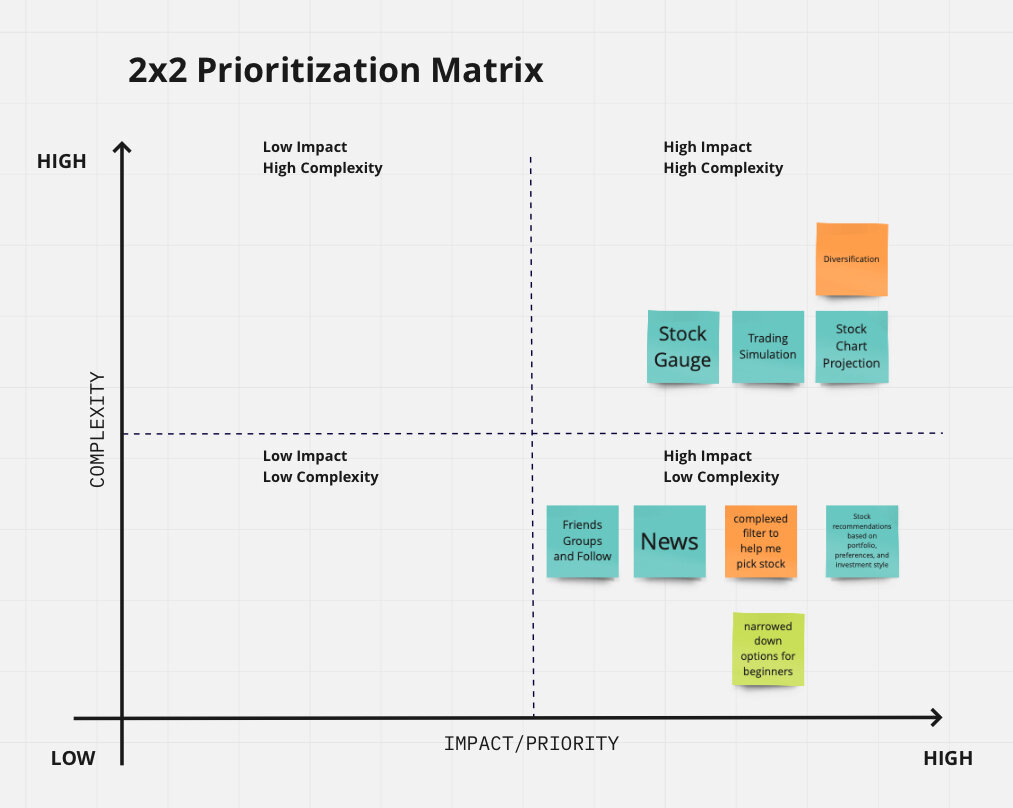 2x2 Prioritization Matrix
HIGH
Low Impact
High Complexity
High Impact
High Complexity
Diversification
Stock
Gauge
Trading
Simulation
Stock
Chart
Projection
COMPLEXITY
Low Impact
Low Complexity
High Impact
Low Complexity
Friends
Groups
and Follow
News
complexed
filter to
help me
pick stock
Stock
recommendations
based on
portfolio,
preferences, and
investment style
narrowed
down
options for
beginners
LOW
IMPACT/PRIORITY
HIGH